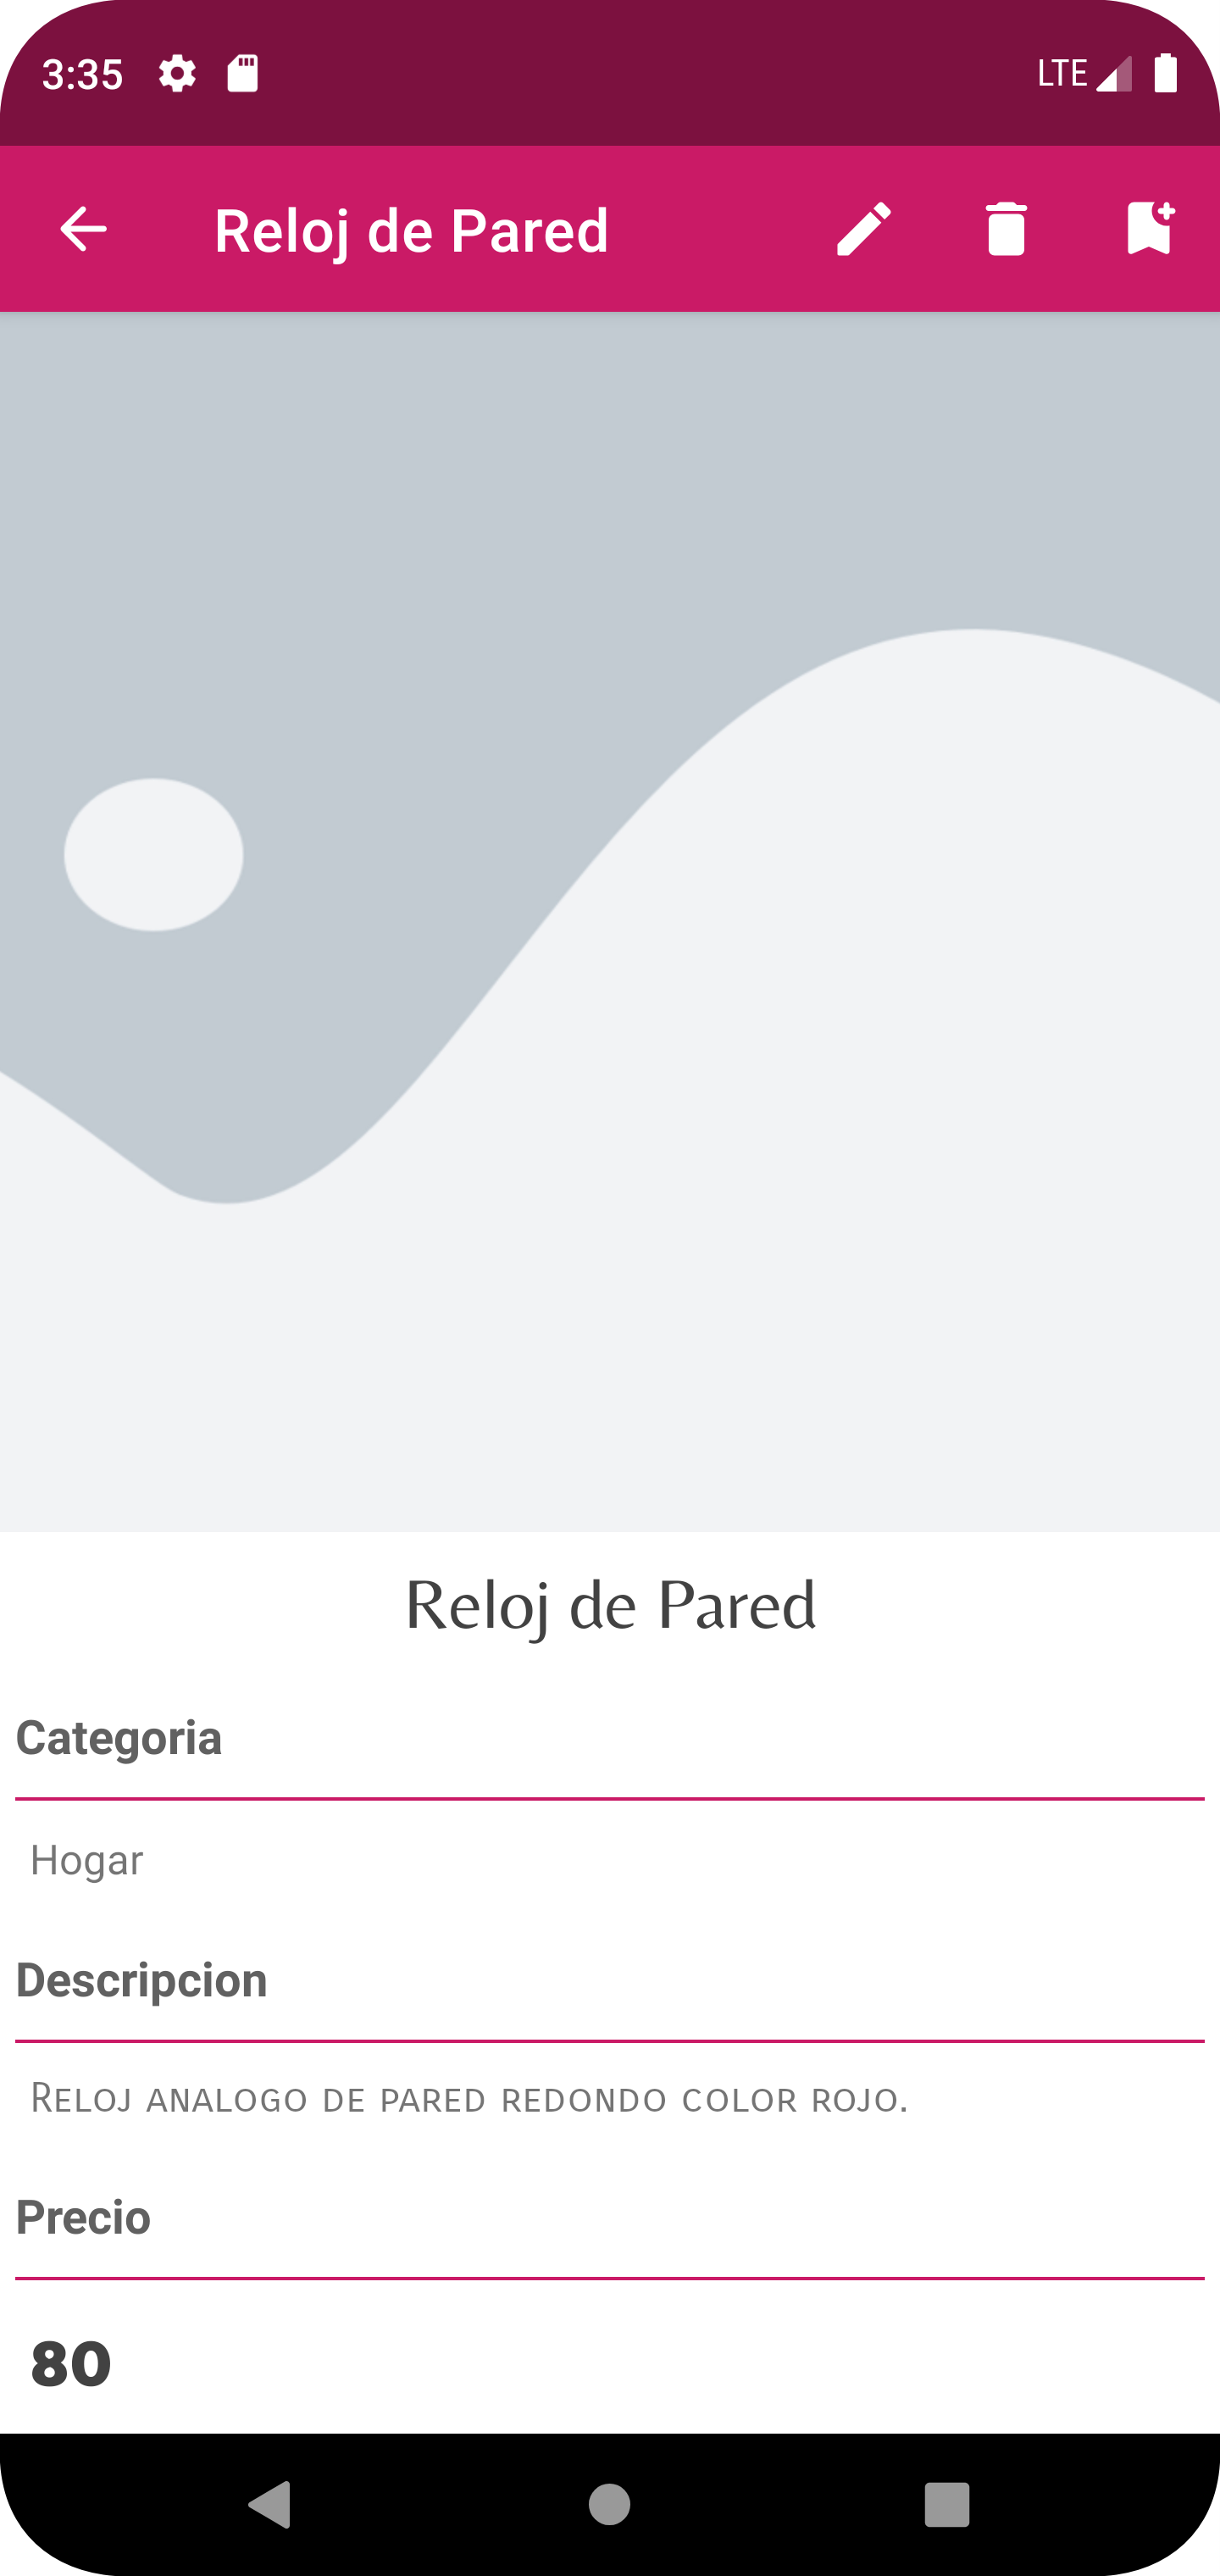 3:35 LTE
Reloj de Pared
Reloj de Pared
Categoria
Hogar
Descripcion
Reloj analogo de pared redondo color rojo.
Precio
80